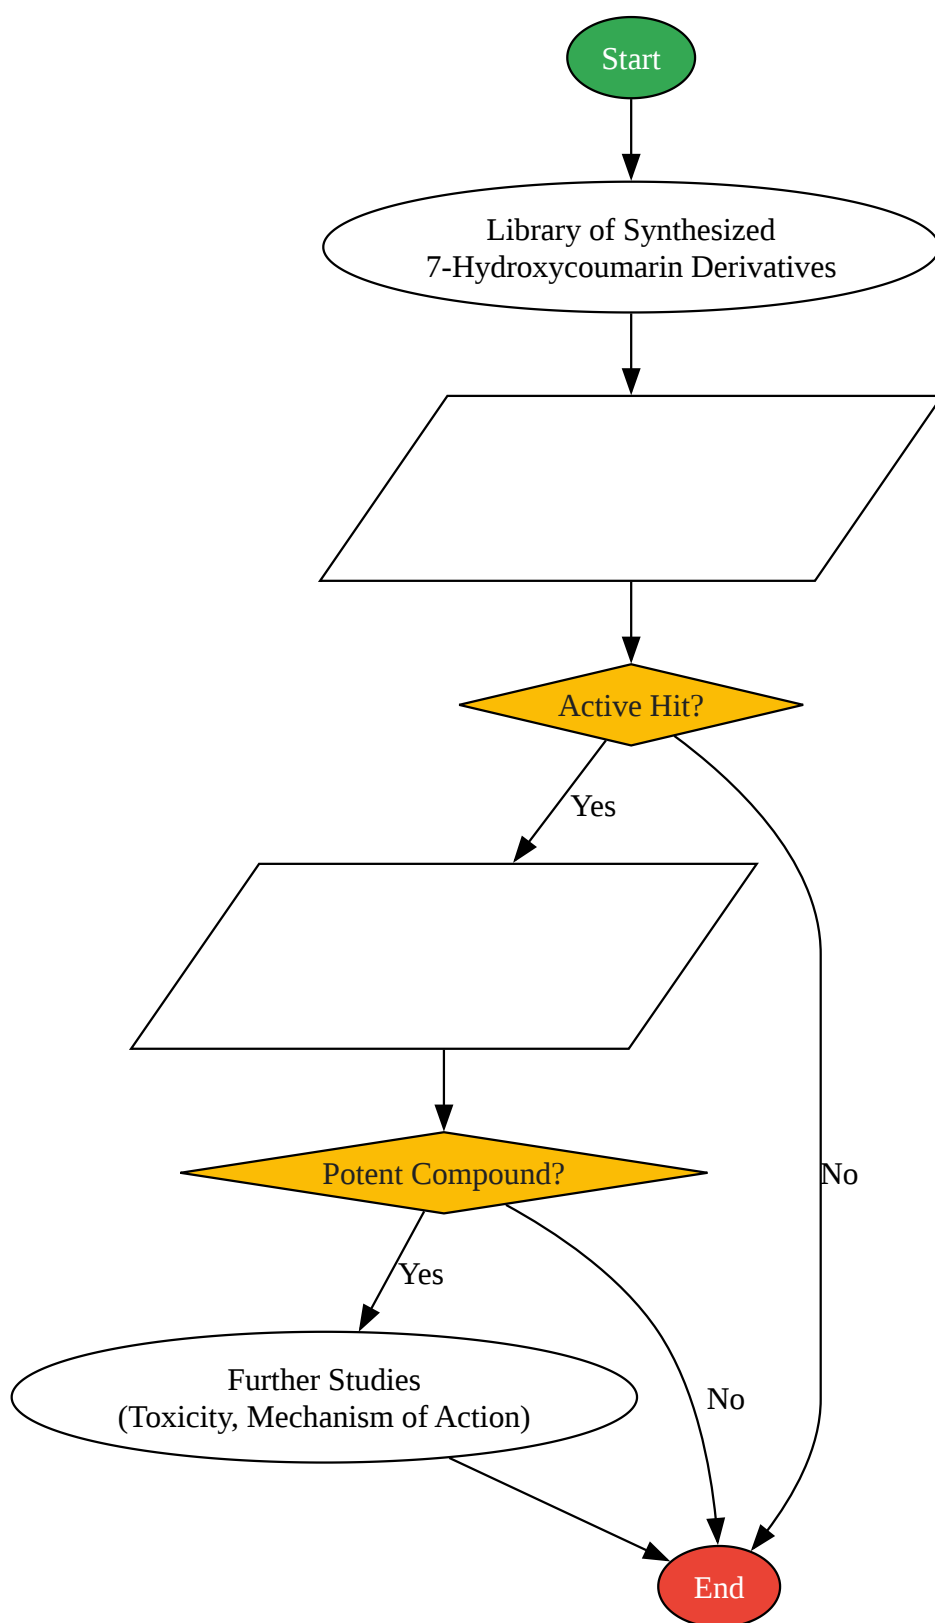 Start
Library of Synthesized
7-Hydroxycoumarin Derivatives
Active Hit?
Yes
Potent Compound?
No
Yes
Further Studies
(Toxicity, Mechanism of Action)
No
End